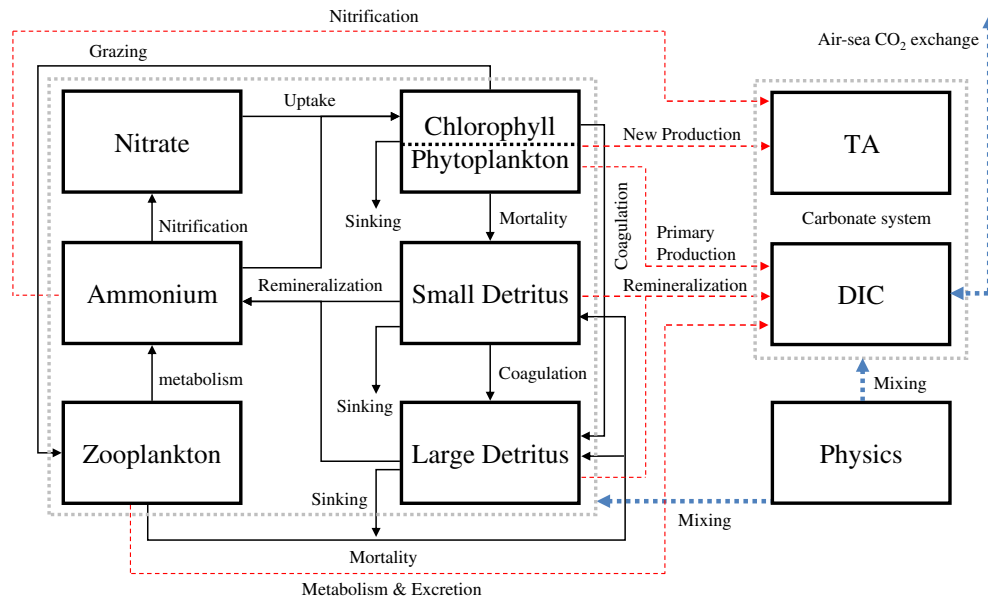 Nitrification
Grazing
Air-sea CO₂ exchange
Uptake
Nitrate
Chlorophyll
Phytoplankton
New Production
TA
Sinking
Mortality
Nitrification
Coagulation
Carbonate system
Primary
Production
Ammonium
Remineralization
Small Detritus
Remineralization
DIC
metabolism
Coagulation
Sinking
Mixing
Zooplankton
Large Detritus
Physics
Sinking
Mixing
Mortality
Metabolism & Excretion